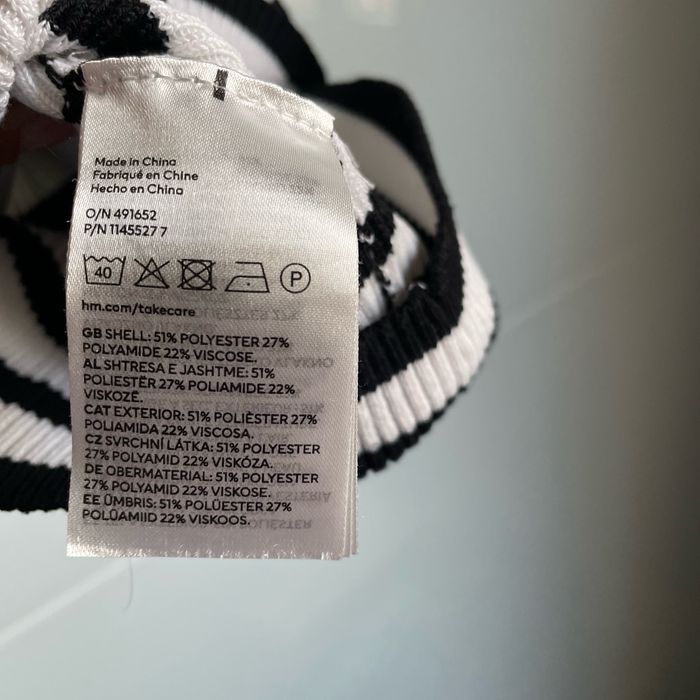 Made in China
Fabriqué en Chine
Hecho en China
O/N 491652
P/N 1145527 7
40
P
hm.com/takecare
GB SHELL: 51% POLYESTER 27%
POLYAMIDE 22% VISCOSE.
AL SHTRESA E JASHTME: 51%
POLIESTËR 27% POLIAMIDE 22%
VISKOZË.
CAT EXTERIOR: 51% POLIÈSTER 27%
POLIAMIDA 22% VISCOSA.
CZ SVRCHNÍ LÁTKA: 51% POLYESTER
27% POLYAMID 22% VISKÓZA.
DE OBERMATERIAL: 51% POLYESTER
27% POLYAMID 22% VISKOSE.
EE ÜMBRIS: 51% POLÜESTER 27%
POLÜAMIID 22% VISKOOS.